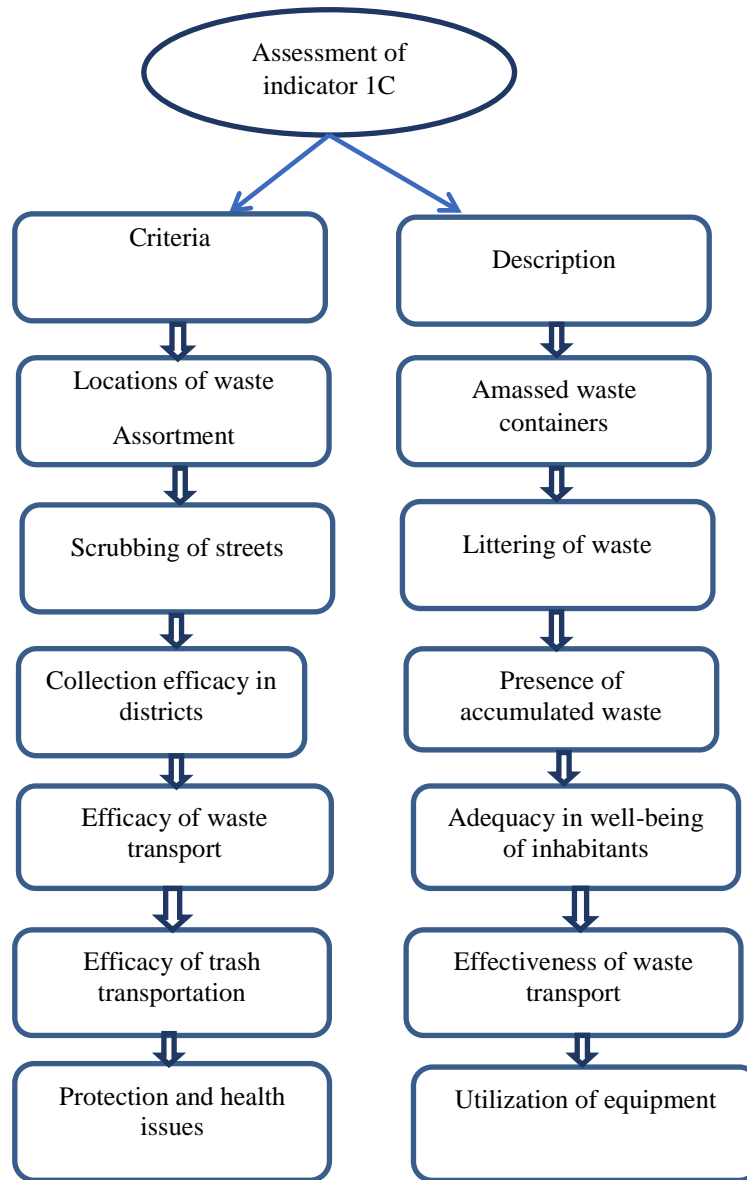 Assessment of
indicator 1C
Criteria
Description
Locations of waste
Assortment
Amassed waste
containers
Scrubbing of streets
Littering of waste
Collection efficacy in
districts
Presence of
accumulated waste
Efficacy of waste
transport
Adequacy in well-being
of inhabitants
Efficacy of trash
transportation
Effectiveness of waste
transport
Protection and health
issues
Utilization of equipment